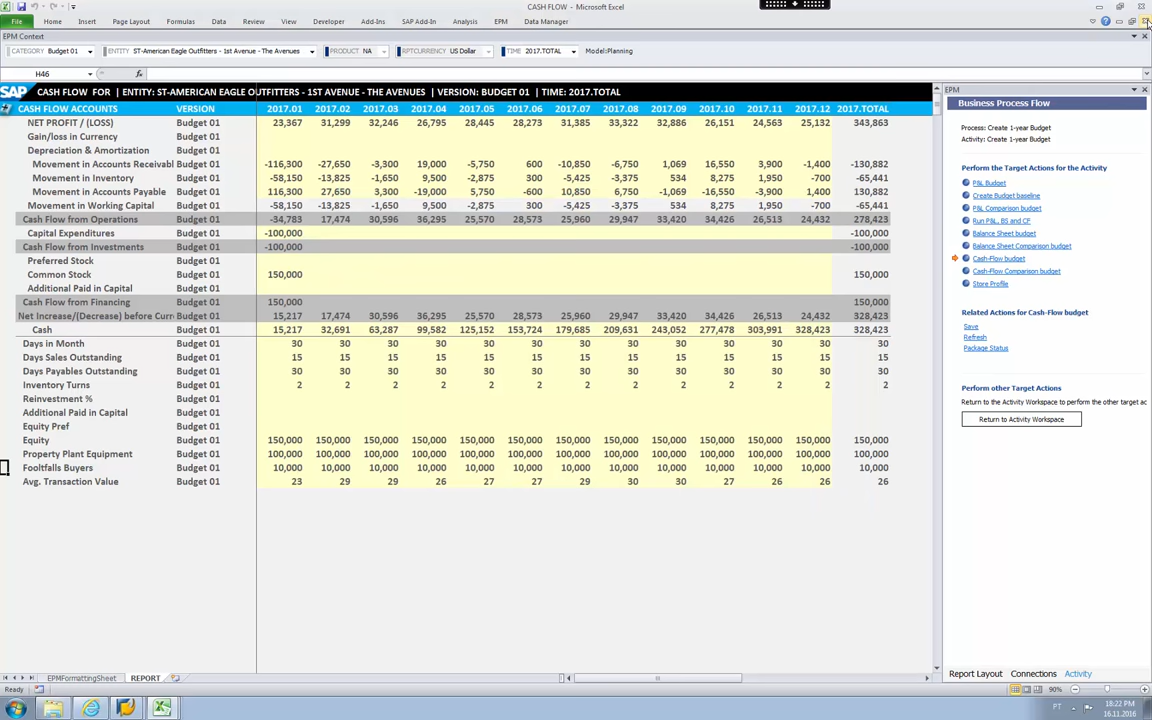 CASH FLOW - Microsoft Excel
File Home Insert Page Layout Formulas Data Review View Developer Add-Ins SAP Add-In Analysis EPM Data Manager
EPM Context
CATEGORY Budget 01 ENTITY ST-American Eagle Outfitters - 1st Avenue - The Avenues PRODUCT NA RPTCURRENCY US Dollar TIME 2017.TOTAL Model:Planning
H46 fx
SAP CASH FLOW FOR | ENTITY: ST-AMERICAN EAGLE OUTFITTERS - 1ST AVENUE - THE AVENUES | VERSION: BUDGET 01 | TIME: 2017.TOTAL
CASH FLOW ACCOUNTS VERSION 2017.01 2017.02 2017.03 2017.04 2017.05 2017.06 2017.07 2017.08 2017.09 2017.10 2017.11 2017.12 2017.TOTAL
NET PROFIT / (LOSS) Budget 01 23,367 31,299 32,246 26,795 28,445 28,273 31,385 33,322 32,886 26,151 24,563 25,132 343,863
Gain/loss in Currency Budget 01
Depreciation & Amortization Budget 01
Movement in Accounts Receivabl Budget 01 -116,300 -27,650 -3,300 19,000 -5,750 600 -10,850 -6,750 1,069 16,550 3,900 -1,400 -130,882
Movement in Inventory Budget 01 -58,150 -13,825 -1,650 9,500 -2,875 300 -5,425 -3,375 534 8,275 1,950 -700 -65,441
Movement in Accounts Payable Budget 01 116,300 27,650 3,300 -19,000 5,750 -600 10,850 6,750 -1,069 -16,550 -3,900 1,400 130,882
Movement in Working Capital Budget 01 -58,150 -13,825 -1,650 9,500 -2,875 300 -5,425 -3,375 534 8,275 1,950 -700 -65,441
Cash Flow from Operations Budget 01 -34,783 17,474 30,596 36,295 25,570 28,573 25,960 29,947 33,420 34,426 26,513 24,432 278,423
Capital Expenditures Budget 01 -100,000 -100,000
Cash Flow from Investments Budget 01 -100,000 -100,000
Preferred Stock Budget 01
Common Stock Budget 01 150,000 150,000
Additional Paid in Capital Budget 01
Cash Flow from Financing Budget 01 150,000 150,000
Net Increase/(Decrease) before Curr Budget 01 15,217 17,474 30,596 36,295 25,570 28,573 25,960 29,947 33,420 34,426 26,513 24,432 328,423
Cash Budget 01 15,217 32,691 63,287 99,582 125,152 153,724 179,685 209,631 243,052 277,478 303,991 328,423 328,423
Days in Month Budget 01 30 30 30 30 30 30 30 30 30 30 30 30 30
Days Sales Outstanding Budget 01 15 15 15 15 15 15 15 15 15 15 15 15 15
Days Payables Outstanding Budget 01 30 30 30 30 30 30 30 30 30 30 30 30 30
Inventory Turns Budget 01 2 2 2 2 2 2 2 2 2 2 2 2 2
Reinvestment % Budget 01
Additional Paid in Capital Budget 01
Equity Pref Budget 01
Equity Budget 01 150,000 150,000 150,000 150,000 150,000 150,000 150,000 150,000 150,000 150,000 150,000 150,000 150,000
Property Plant Equipment Budget 01 100,000 100,000 100,000 100,000 100,000 100,000 100,000 100,000 100,000 100,000 100,000 100,000 100,000
Fooltfalls Buyers Budget 01 10,000 10,000 10,000 10,000 10,000 10,000 10,000 10,000 10,000 10,000 10,000 10,000 10,000
Avg. Transaction Value Budget 01 23 29 29 26 27 27 29 30 30 27 26 26 26
EPM
Business Process Flow
Process: Create 1-year Budget
Activity: Create 1-year Budget
Perform the Target Actions for the Activity
P&L Budget
Create Budget baseline
P&L Comparison Budget
Run P&L, BS and CF
Balance Sheet budget
Balance Sheet Comparison budget
Cash-Flow budget
Cash-Flow Comparison budget
Store Profile
Related Actions for Cash-Flow budget
Save
Refresh
Package Status
Perform other Target Actions
Return to the Activity Workspace to perform the other target ac
Return to Activity Workspace
Report Layout Connections Activity
EPMFormattingSheet REPORT
Ready 90%
PT 18:22 PM
16.11.2016